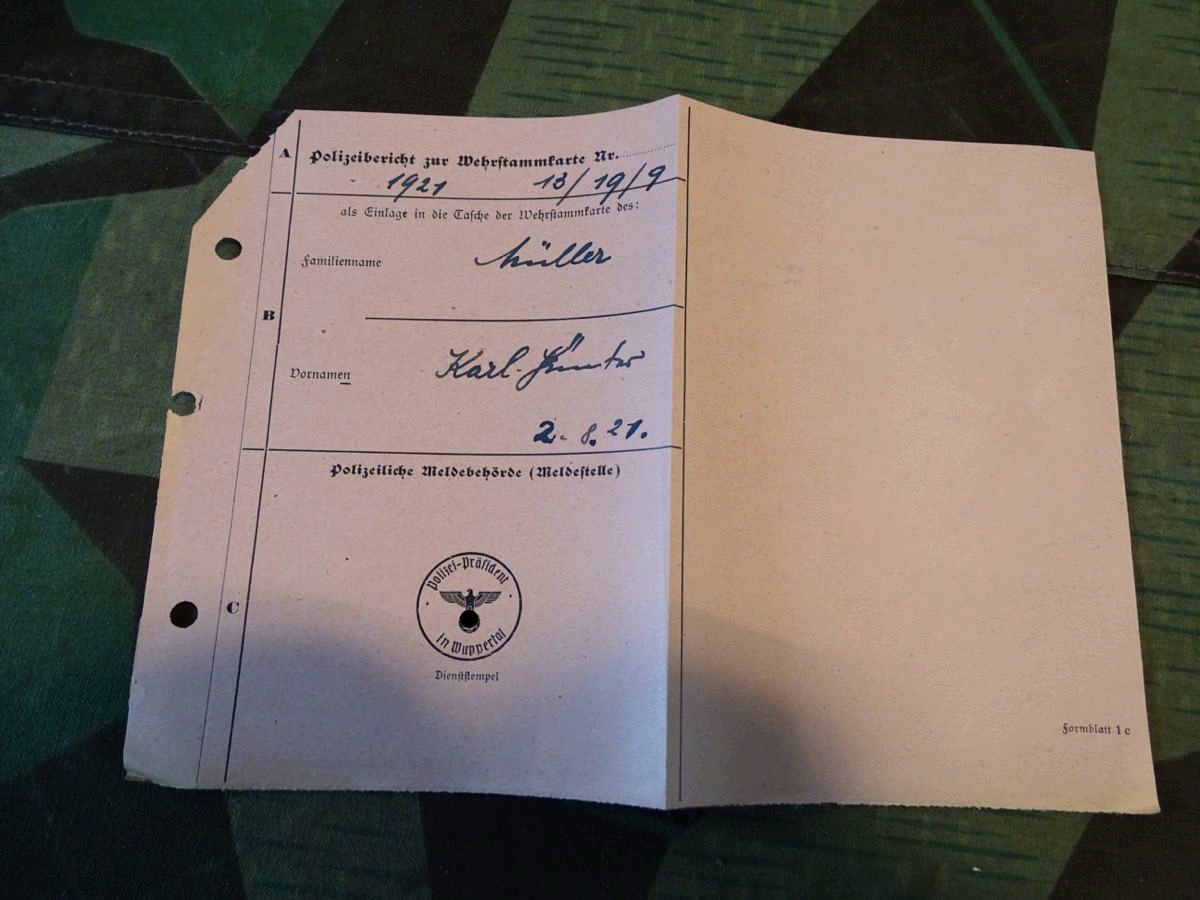 A
Polizeibericht zur Wehrstammkarte Nr.
1921 13/19/9
als Einlage in die Tasche der Wehrstammkarte des:
Familienname Müller
B
Vornamen Karl-Günter
2. 8. 21.
Polizeiliche Meldebehörde (Meldestelle)
C
Polizei-Präsident
in Wuppertal
Dienststempel
Formblatt 1 c